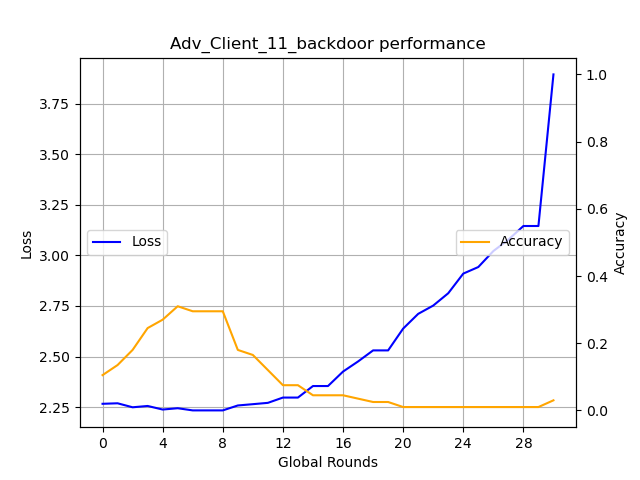 Adv_Client_11_backdoor performance
3.75
3.50
3.25
3.00
2.75
2.50
2.25
Loss
Loss
Accuracy
1.0
0.8
0.6
0.4
0.2
0.0
Accuracy
0 4 8 12 16 20 24 28
Global Rounds